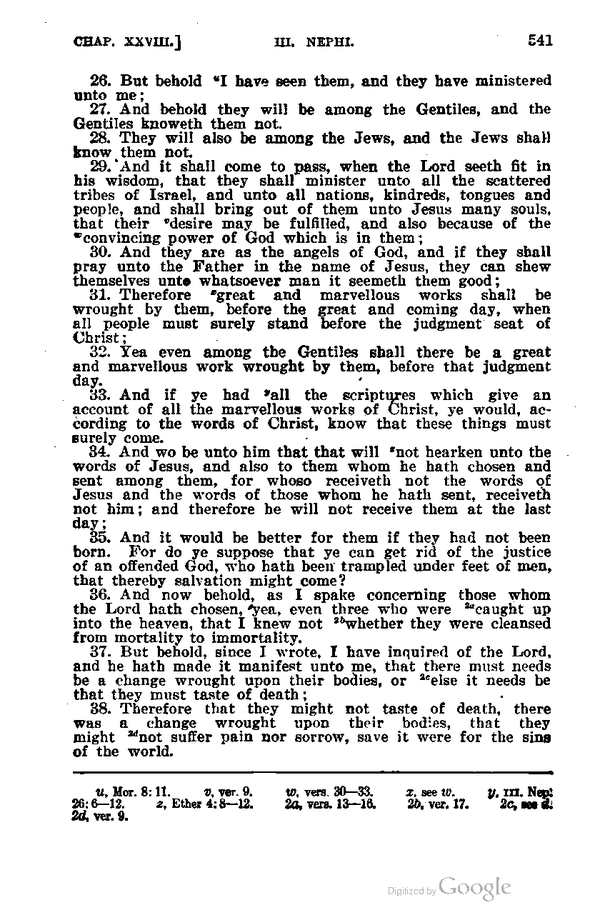 CHAP. XXVIII.] III. NEPHI. 541
26. But behold ᵘI have seen them, and they have ministered
unto me;
27. And behold they will be among the Gentiles, and the
Gentiles knoweth them not.
28. They will also be among the Jews, and the Jews shall
know them not.
29. And it shall come to pass, when the Lord seeth fit in
his wisdom, that they shall minister unto all the scattered
tribes of Israel, and unto all nations, kindreds, tongues and
people, and shall bring out of them unto Jesus many souls,
that their ᵛdesire may be fulfilled, and also because of the
ʷconvincing power of God which is in them;
30. And they are as the angels of God, and if they shall
pray unto the Father in the name of Jesus, they can shew
themselves unto whatsoever man it seemeth them good;
31. Therefore ˣgreat and marvellous works shall be
wrought by them, before the great and coming day, when
all people must surely stand before the judgment seat of
Christ;
32. Yea even among the Gentiles shall there be a great
and marvellous work wrought by them, before that judgment
day.
33. And if ye had ʸall the scriptures which give an
account of all the marvellous works of Christ, ye would, ac-
cording to the words of Christ, know that these things must
surely come.
34. And wo be unto him that that will ᶻnot hearken unto the
words of Jesus, and also to them whom he hath chosen and
sent among them, for whoso receiveth not the words of
Jesus and the words of those whom he hath sent, receiveth
not him; and therefore he will not receive them at the last
day;
35. And it would be better for them if they had not been
born. For do ye suppose that ye can get rid of the justice
of an offended God, who hath been trampled under feet of men,
that thereby salvation might come?
36. And now behold, as I spake concerning those whom
the Lord hath chosen, yea, even three who were ²ᵃcaught up
into the heaven, that I knew not ²ᵇwhether they were cleansed
from mortality to immortality.
37. But behold, since I wrote, I have inquired of the Lord,
and he hath made it manifest unto me, that there must needs
be a change wrought upon their bodies, or ²ᶜelse it needs be
that they must taste of death;
38. Therefore that they might not taste of death, there
was a change wrought upon their bodies, that they
might ²ᵈnot suffer pain nor sorrow, save it were for the sins
of the world.
u, Mor. 8: 11. v, ver. 9. w, vers. 30—33. x, see w. y, III. Nep.
26: 6—12. z, Ether 4: 8—12. 2a, vers. 13—16. 2b, ver. 17. 2c, see d.
2d, ver. 9.
Digitized by Google